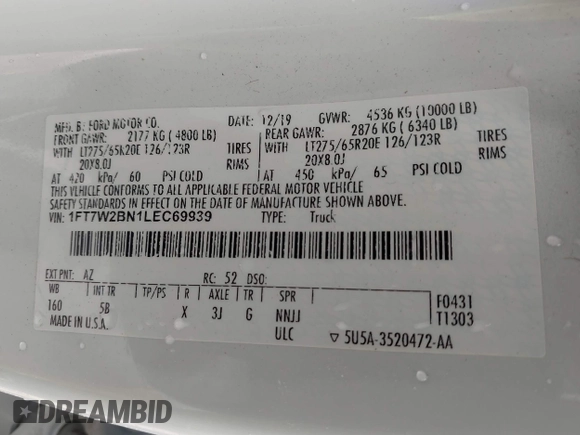 MFG. BY FORD MOTOR CO. DATE: 12/19 GVWR: 4536 KG (10000 LB)
FRONT GAWR: 2177 KG ( 4800 LB) REAR GAWR: 2876 KG ( 6340 LB)
WITH LT275/65R20E 126/123R TIRES WITH LT275/65R20E 126/123R TIRES
20X8.0J RIMS 20X8.0J RIMS
AT 420 kPa/ 60 PSI COLD AT 450 kPa/ 65 PSI COLD
THIS VEHICLE CONFORMS TO ALL APPLICABLE FEDERAL MOTOR VEHICLE
SAFETY STANDARDS IN EFFECT ON THE DATE OF MANUFACTURE SHOWN ABOVE.
VIN: 1FT7W2BN1LEC69939 TYPE: Truck
EXT PNT: AZ RC: 52 DSO:
WB INT TR TP/PS R AXLE TR SPR F0431
160 5B X 3J G NNJJ T1303
MADE IN U.S.A. ULC ▽ 5U5A-3520472-AA
DREAMBID